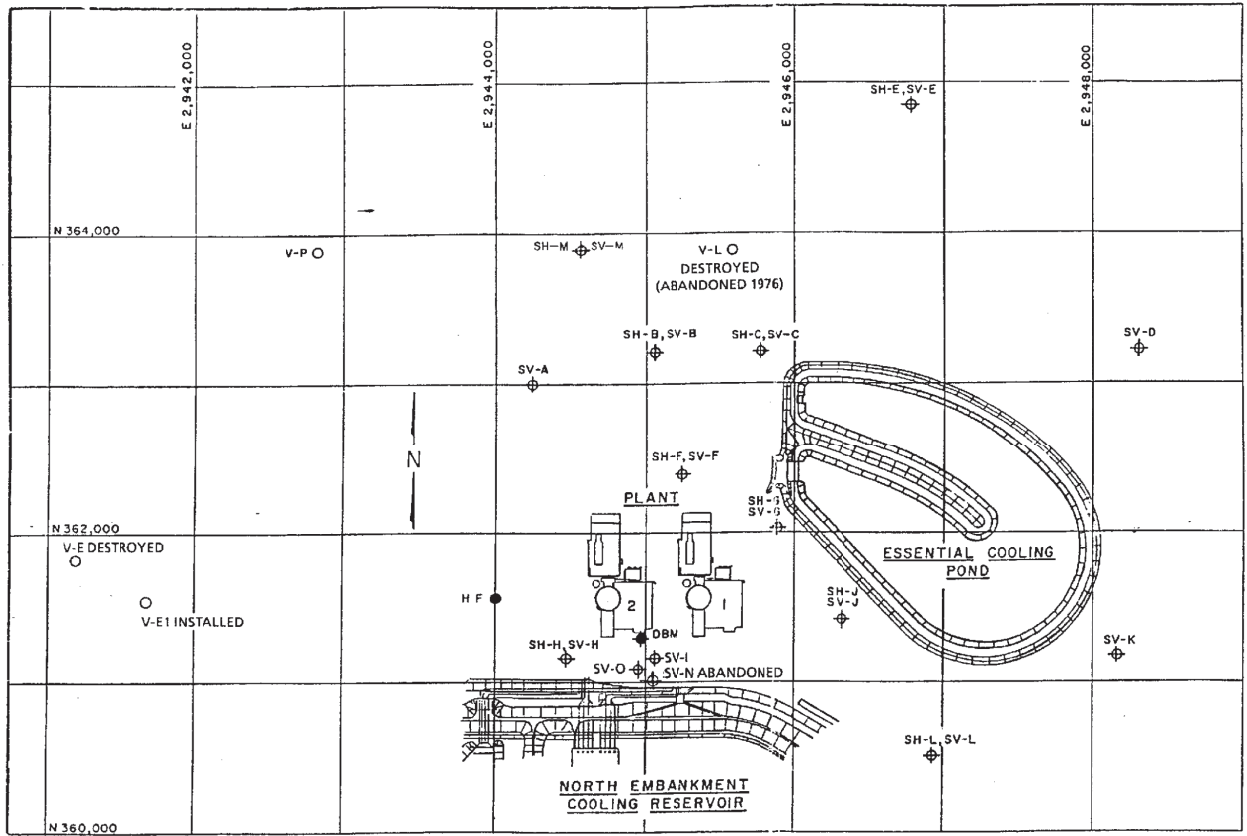 E 2,942,000
E 2,944,000
E 2,946,000
E 2,948,000
SH-E, SV-E
N 364,000
V-P
SH-M SV-M
V-L
DESTROYED
(ABANDONED 1976)
SH-B, SV-B
SH-C, SV-C
SV-D
SV-A
N
SH-F, SV-F
PLANT
SH-G
SV-G
N 362,000
V-E DESTROYED
ESSENTIAL COOLING
POND
V-E1 INSTALLED
HF
2
1
SH-J
SV-J
DBM
SH-H, SV-H
SV-I
SV-K
SV-O
SV-N ABANDONED
SH-L, SV-L
NORTH EMBANKMENT
COOLING RESERVOIR
N 360,000